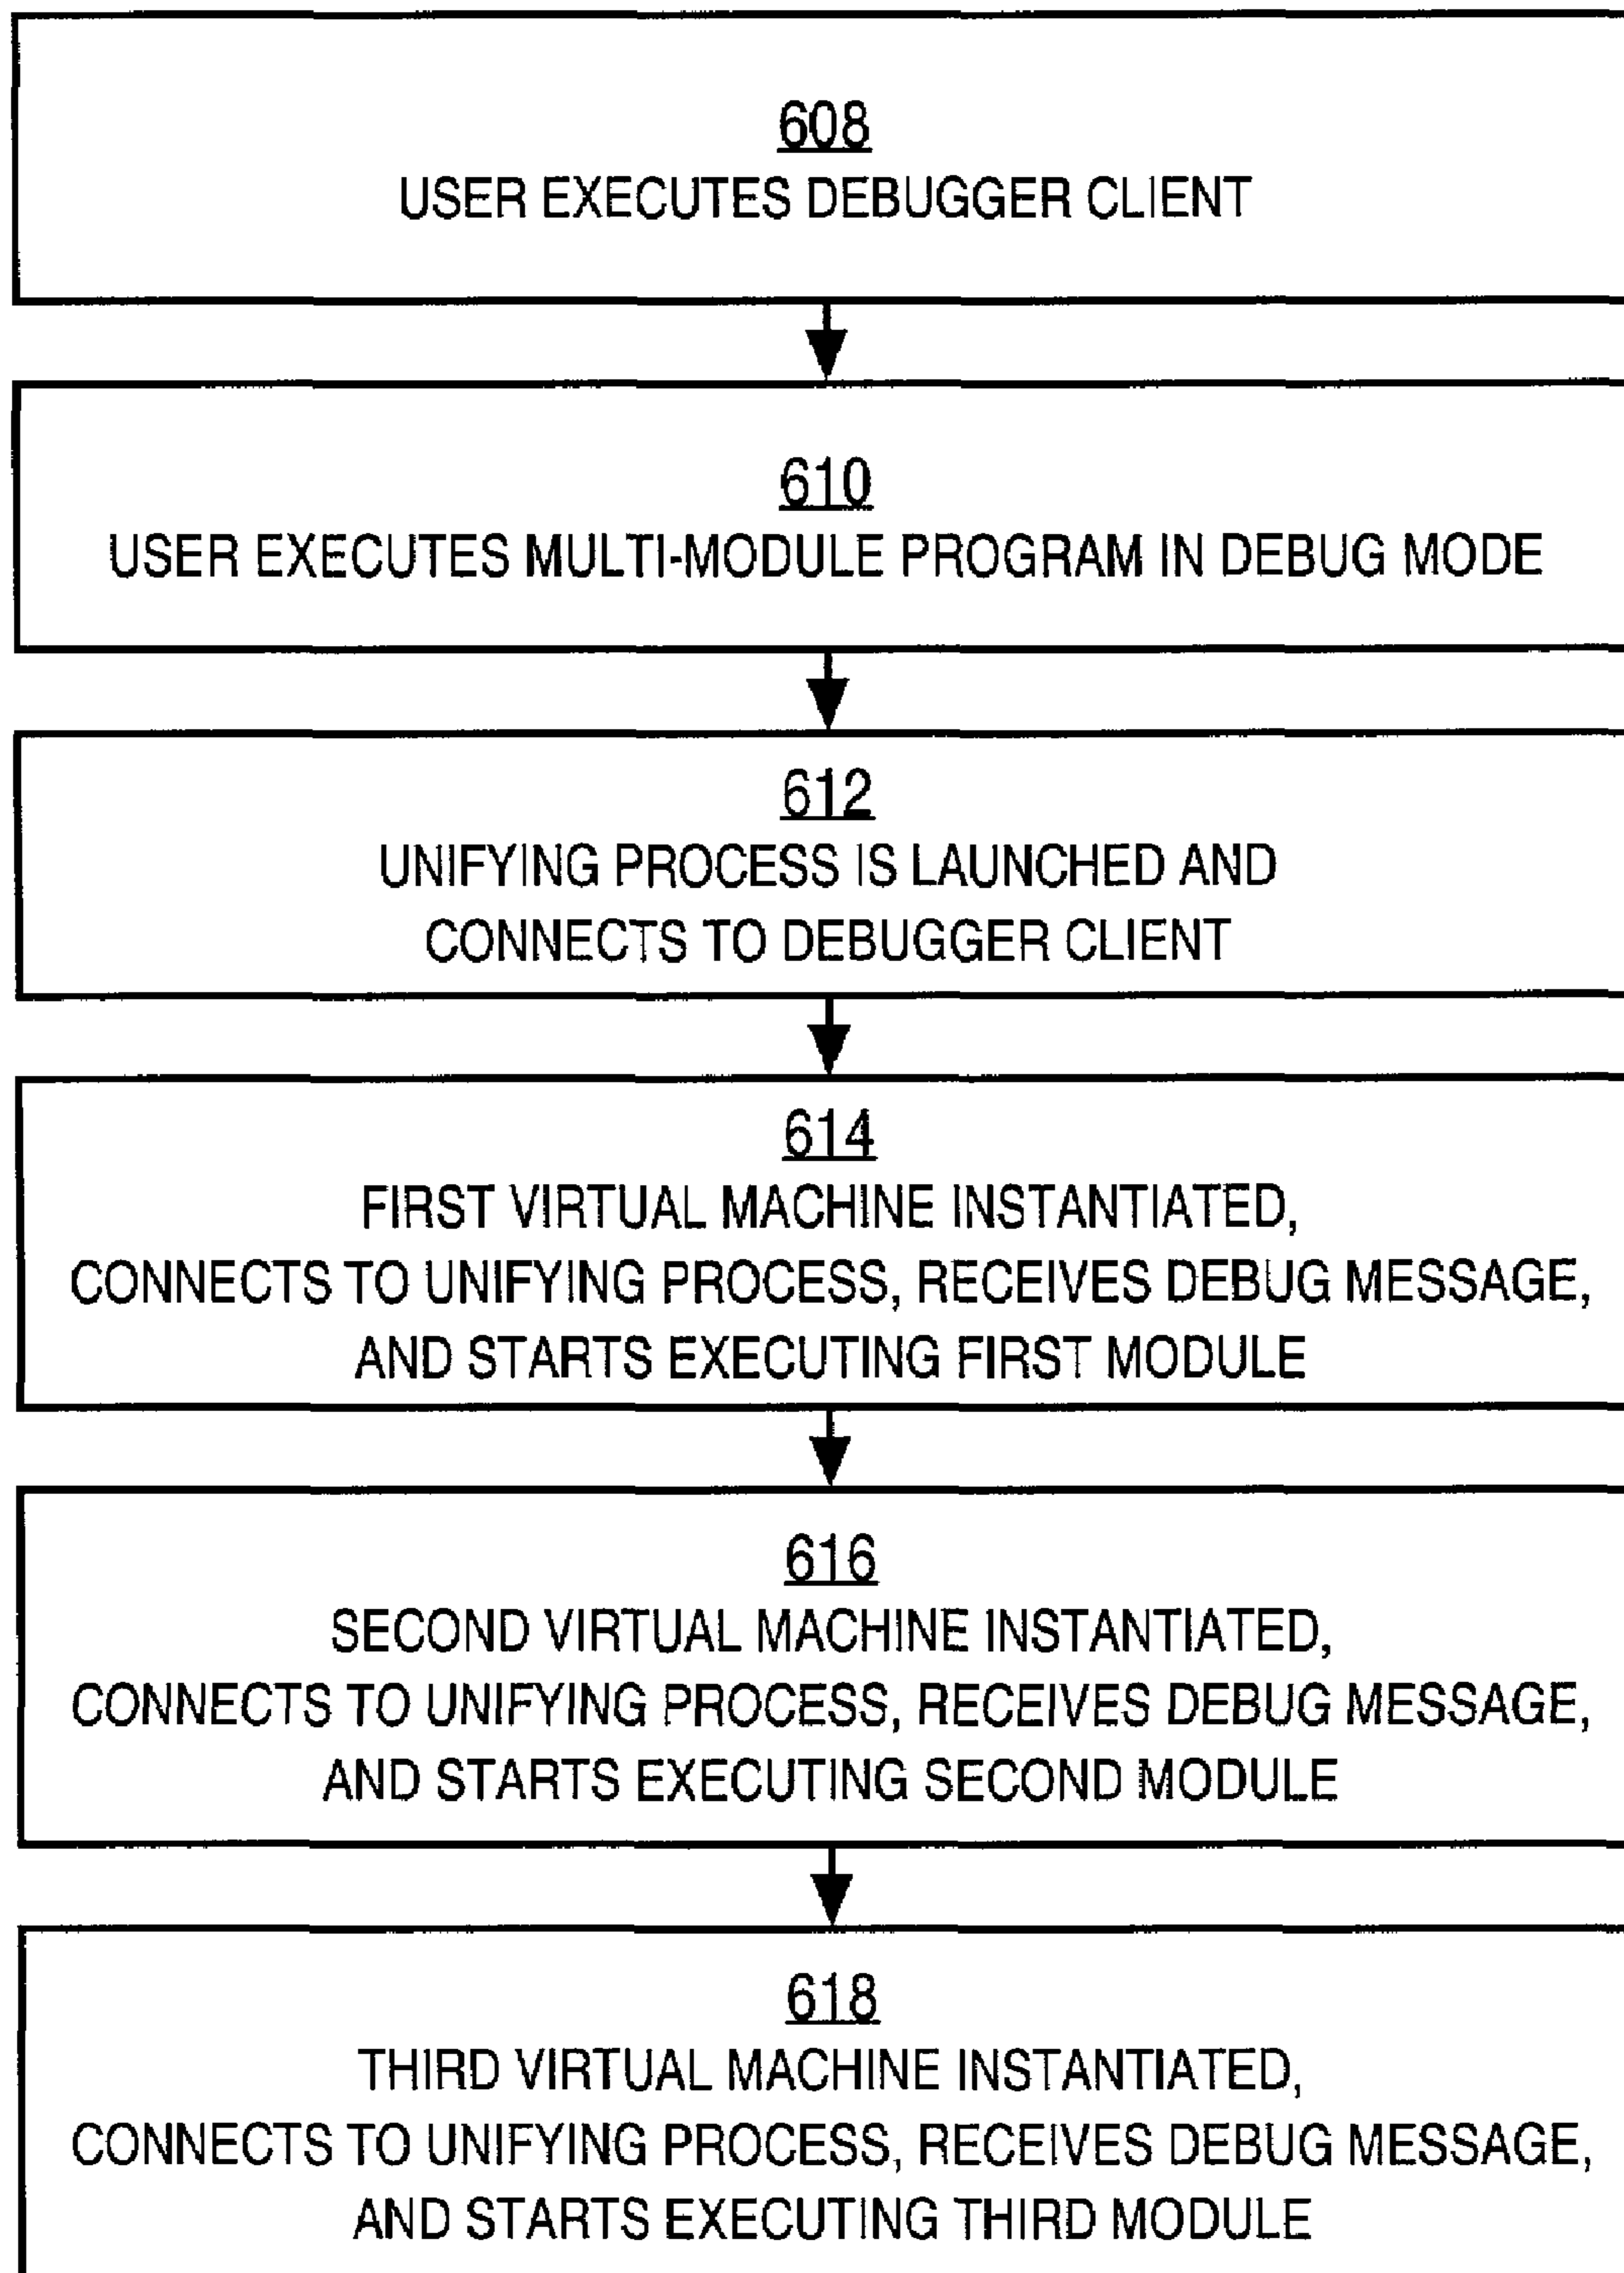 608
USER EXECUTES DEBUGGER CLIENT
610
USER EXECUTES MULTI-MODULE PROGRAM IN DEBUG MODE
612
UNIFYING PROCESS IS LAUNCHED AND
CONNECTS TO DEBUGGER CLIENT
614
FIRST VIRTUAL MACHINE INSTANTIATED,
CONNECTS TO UNIFYING PROCESS, RECEIVES DEBUG MESSAGE,
AND STARTS EXECUTING FIRST MODULE
616
SECOND VIRTUAL MACHINE INSTANTIATED,
CONNECTS TO UNIFYING PROCESS, RECEIVES DEBUG MESSAGE,
AND STARTS EXECUTING SECOND MODULE
618
THIRD VIRTUAL MACHINE INSTANTIATED,
CONNECTS TO UNIFYING PROCESS, RECEIVES DEBUG MESSAGE,
AND STARTS EXECUTING THIRD MODULE